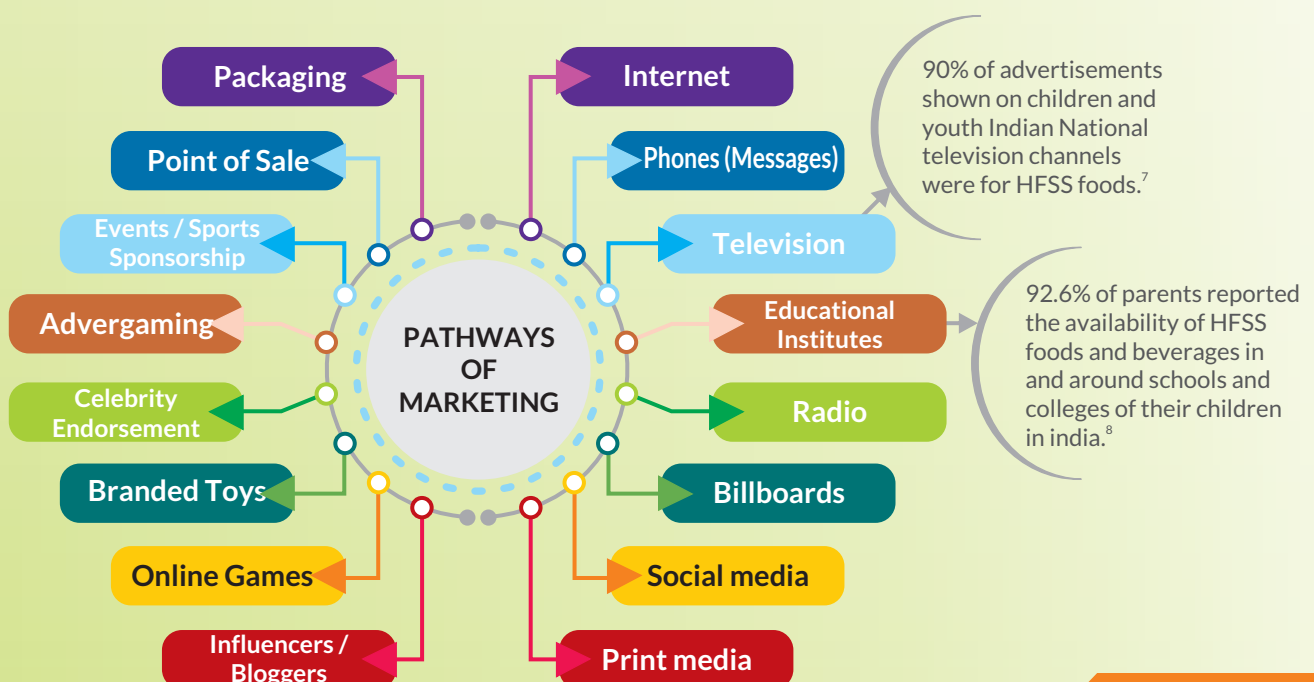 Packaging
Internet
90% of advertisements
shown on children and
youth Indian National
television channels
were for HFSS foods.7
Point of Sale
Phones (Messages)
Events / Sports
Sponsorship
Television
Advergaming
Educational
Institutes
92.6% of parents reported
the availability of HFSS
foods and beverages in
and around schools and
colleges of their children
in india.8
PATHWAYS
OF
MARKETING
Celebrity
Endorsement
Radio
Branded Toys
Billboards
Online Games
Social media
Influencers /
Bloggers
Print media